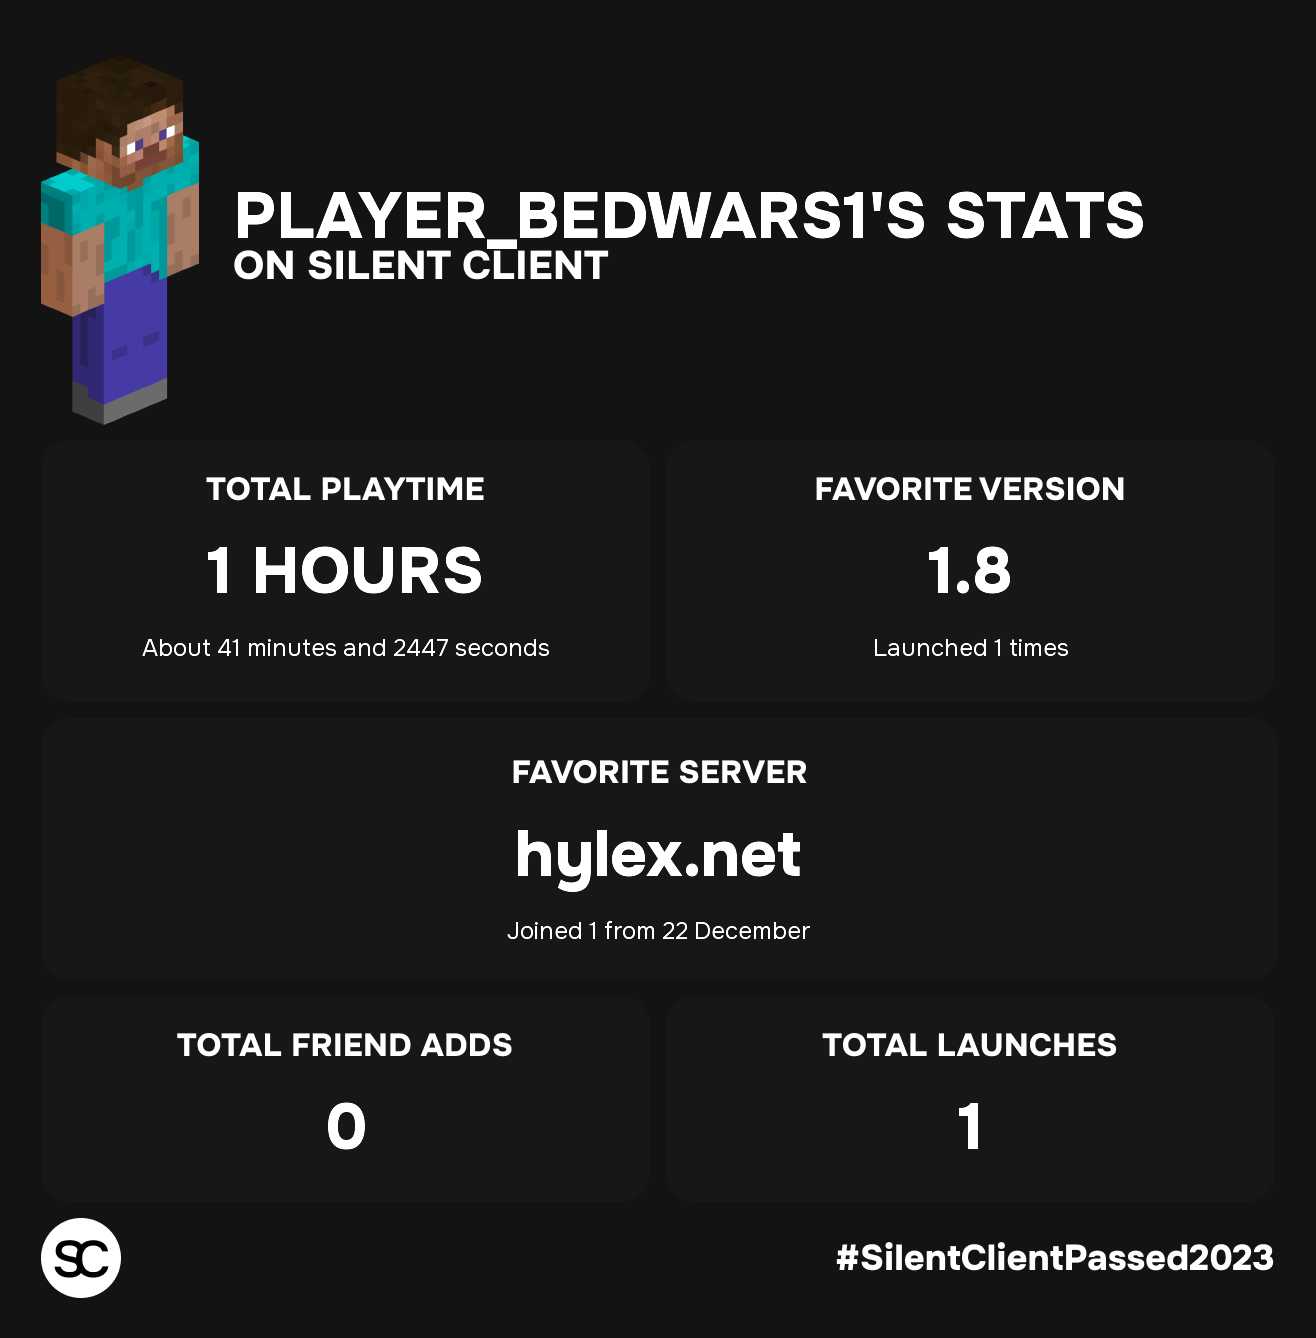 PLAYER_BEDWARS1'S STATS
ON SILENT CLIENT
TOTAL PLAYTIME
1 HOURS
About 41 minutes and 2447 seconds
FAVORITE VERSION
1.8
Launched 1 times
FAVORITE SERVER
hylex.net
Joined 1 from 22 December
TOTAL FRIEND ADDS
0
TOTAL LAUNCHES
1
SC
#SilentClientPassed2023